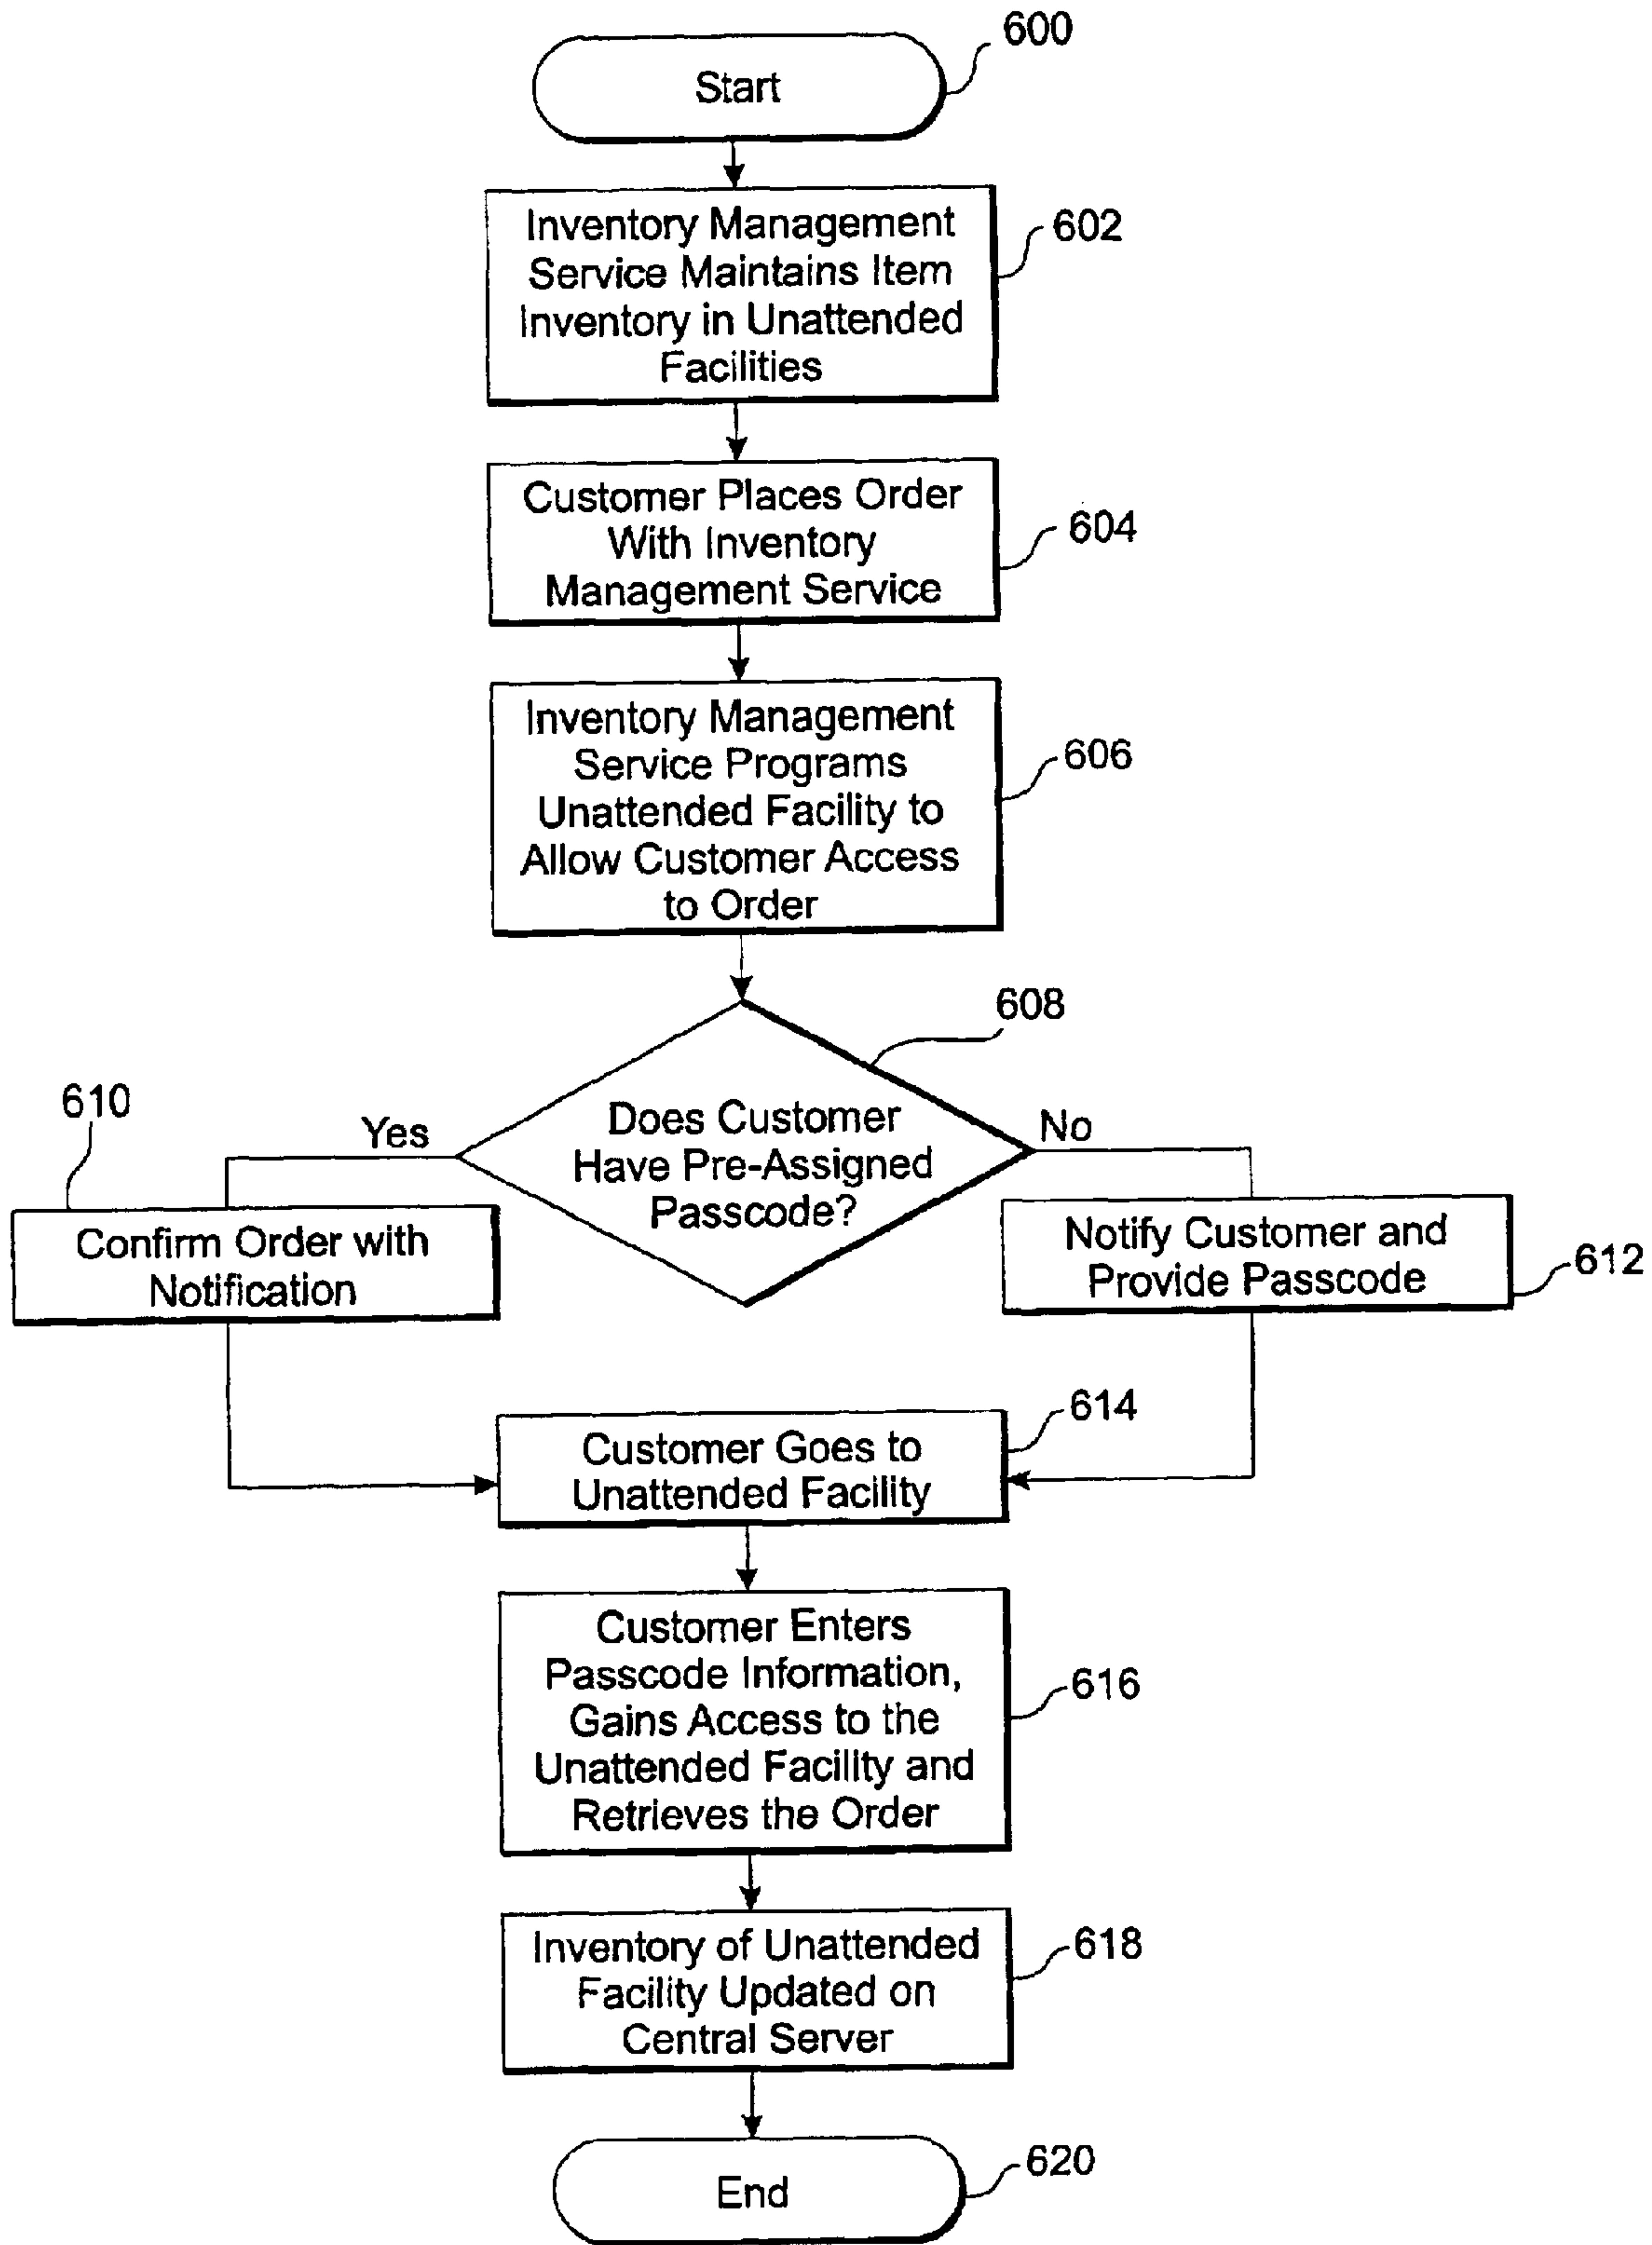 600
Start
Inventory Management
Service Maintains Item
Inventory in Unattended
Facilities
602
Customer Places Order
With Inventory
Management Service
604
Inventory Management
Service Programs
Unattended Facility to
Allow Customer Access
to Order
606
608
Does Customer
Have Pre-Assigned
Passcode?
Yes
No
610
Confirm Order with
Notification
Notify Customer and
Provide Passcode
612
614
Customer Goes to
Unattended Facility
Customer Enters
Passcode Information,
Gains Access to the
Unattended Facility and
Retrieves the Order
616
Inventory of Unattended
Facility Updated on
Central Server
618
End
620